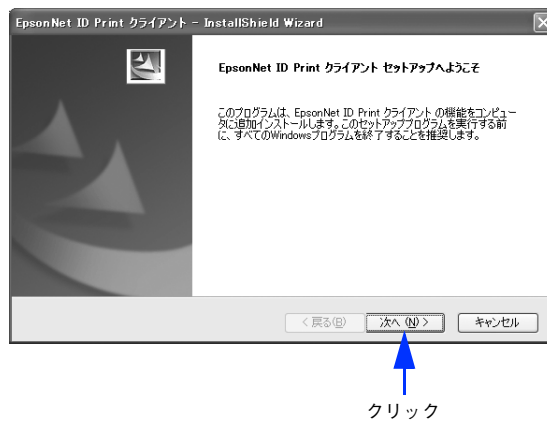 EpsonNet ID Print クライアント - InstallShield Wizard
EpsonNet ID Print クライアント セットアップへようこそ
このプログラムは、EpsonNet ID Print クライアント の機能をコンピュー
タに追加インストールします。このセットアッププログラムを実行する前
に、すべてのWindowsプログラムを終了することを推奨します。
< 戻る(B)
次へ (N) >
キャンセル
クリック